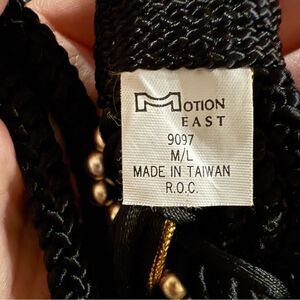 MOTION
EAST
9097
M/L
MADE IN TAIWAN
R.O.C.